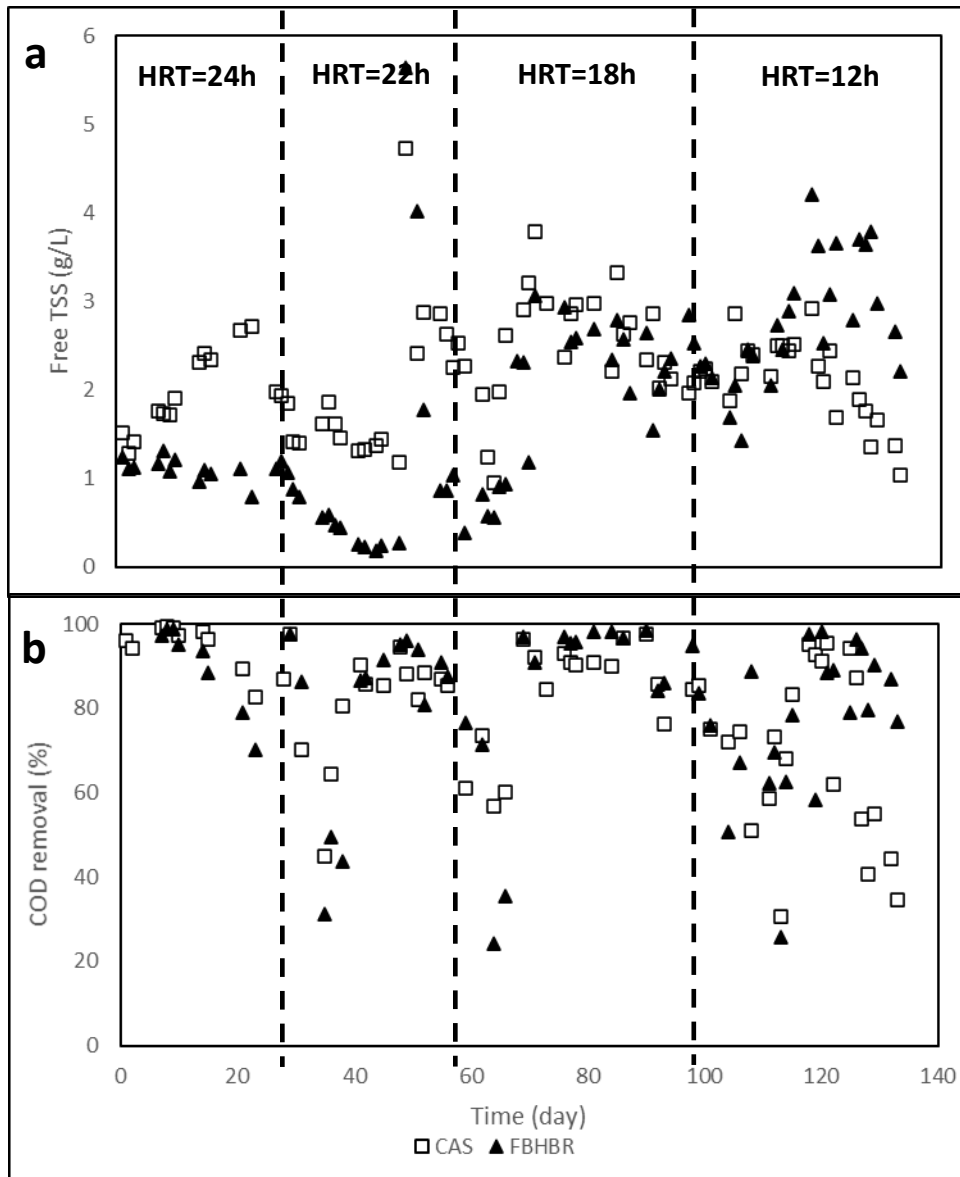 a
HRT=24h HRT=22h HRT=18h HRT=12h
6
5
4
3
2
1
0
Free TSS (g/L)
b
100
80
60
40
20
0
COD removal (%)
0 20 40 60 80 100 120 140
Time (day)
CAS FBHBR